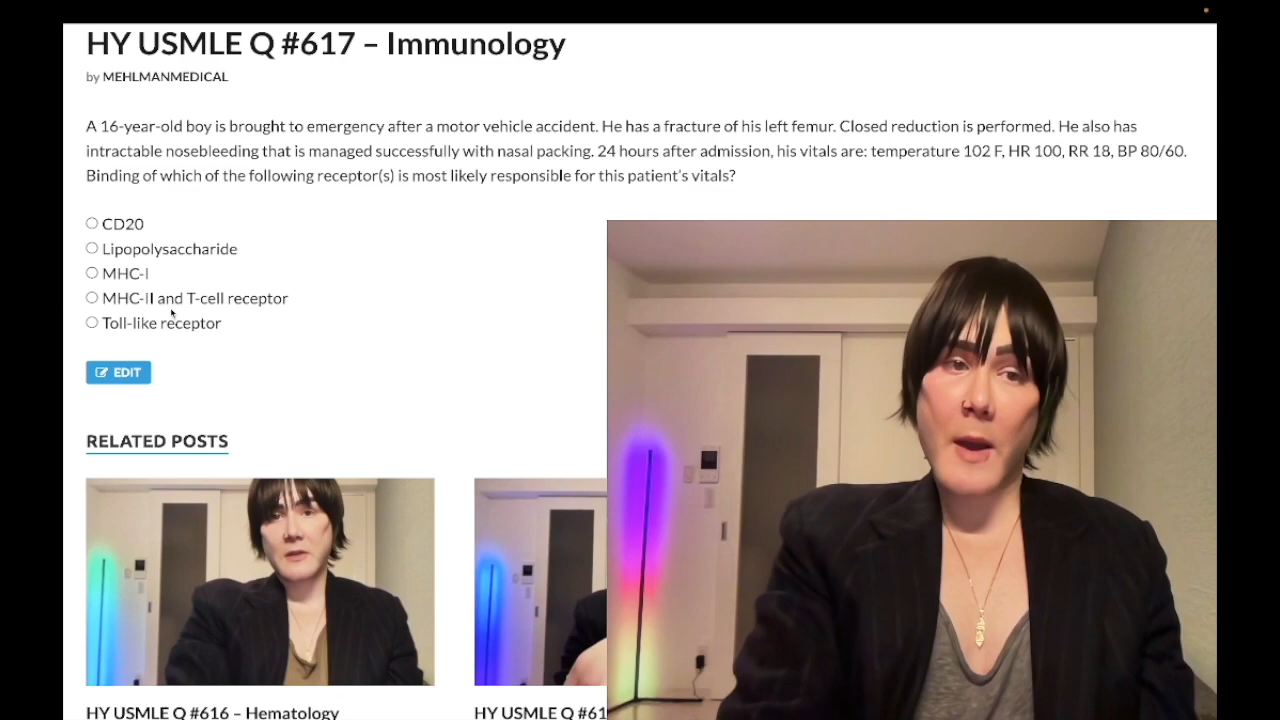 HY USMLE Q #617 – Immunology
by MEHLMANMEDICAL
A 16-year-old boy is brought to emergency after a motor vehicle accident. He has a fracture of his left femur. Closed reduction is performed. He also has
intractable nosebleeding that is managed successfully with nasal packing. 24 hours after admission, his vitals are: temperature 102 F, HR 100, RR 18, BP 80/60.
Binding of which of the following receptor(s) is most likely responsible for this patient's vitals?
CD20
Lipopolysaccharide
MHC-I
MHC-II and T-cell receptor
Toll-like receptor
EDIT
RELATED POSTS
HY USMLE Q #616 – Hematology
HY USMLE Q #61